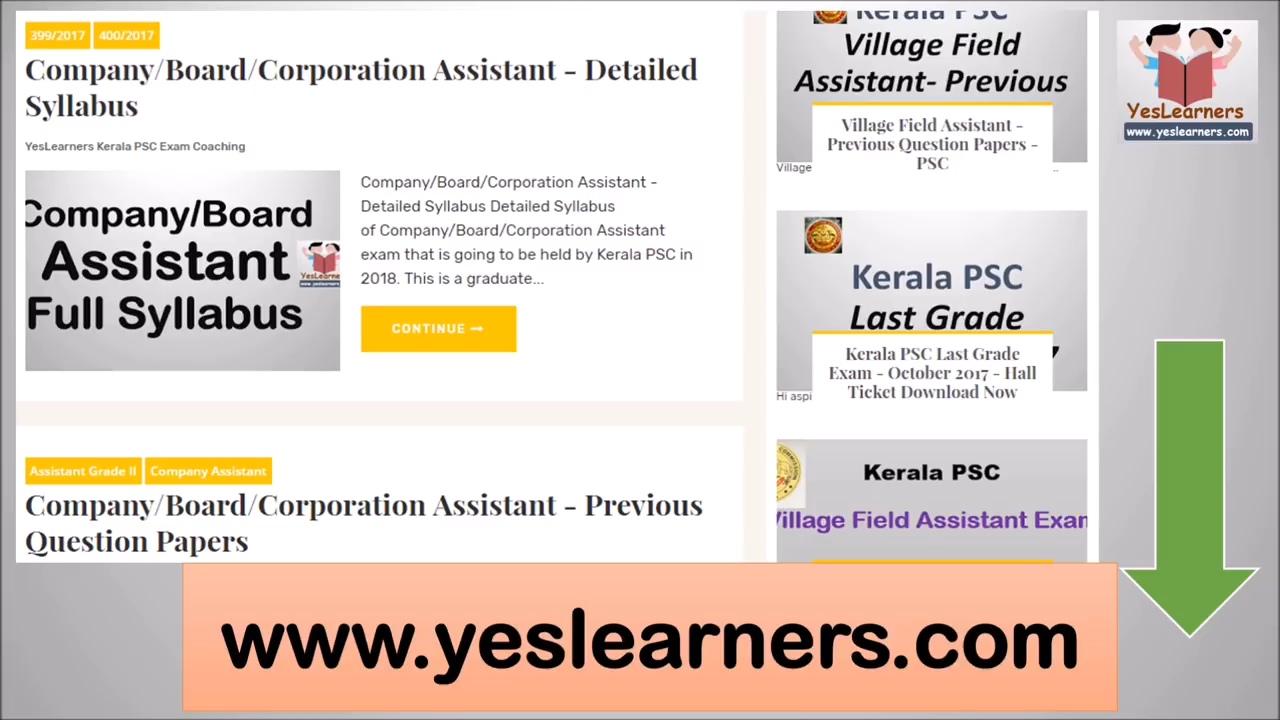 399/2017 400/2017
Company/Board/Corporation Assistant - Detailed
Syllabus
YesLearners Kerala PSC Exam Coaching
Company/Board
Assistant
Full Syllabus
YesLearne
Company/Board/Corporation Assistant -
Detailed Syllabus Detailed Syllabus
of Company/Board/Corporation Assistant
exam that is going to be held by Kerala PSC in
2018. This is a graduate...
CONTINUE
Assistant Grade II Company Assistant
Company/Board/Corporation Assistant - Previous
Question Papers
Kerala PSC
Village Field
Assistant- Previous
Village Field Assistant -
Previous Question Papers -
PSC
Village ..
Kerala PSC
Last Grade
Kerala PSC Last Grade
Exam - October 2017 - Hall
Ticket Download Now
Hi aspi
Kerala PSC
Village Field Assistant Exam
YesLearners
www.yeslearners.com
www.yeslearners.com